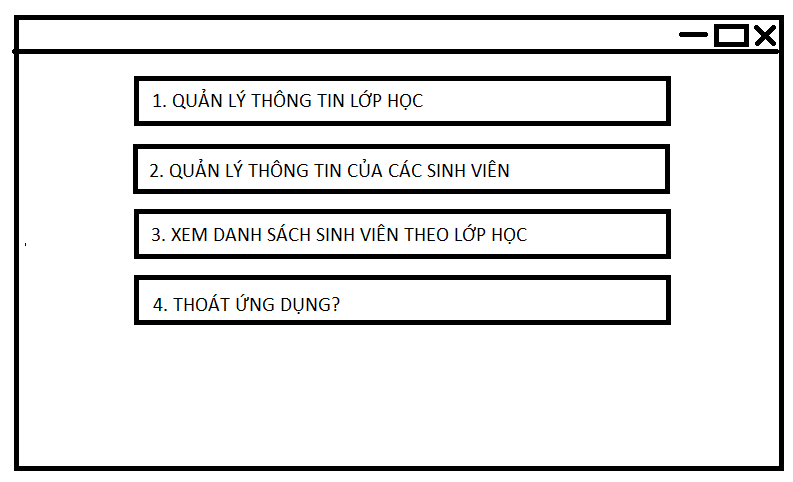 1. QUẢN LÝ THÔNG TIN LỚP HỌC
2. QUẢN LÝ THÔNG TIN CỦA CÁC SINH VIÊN
3. XEM DANH SÁCH SINH VIÊN THEO LỚP HỌC
4. THOÁT ỨNG DỤNG?